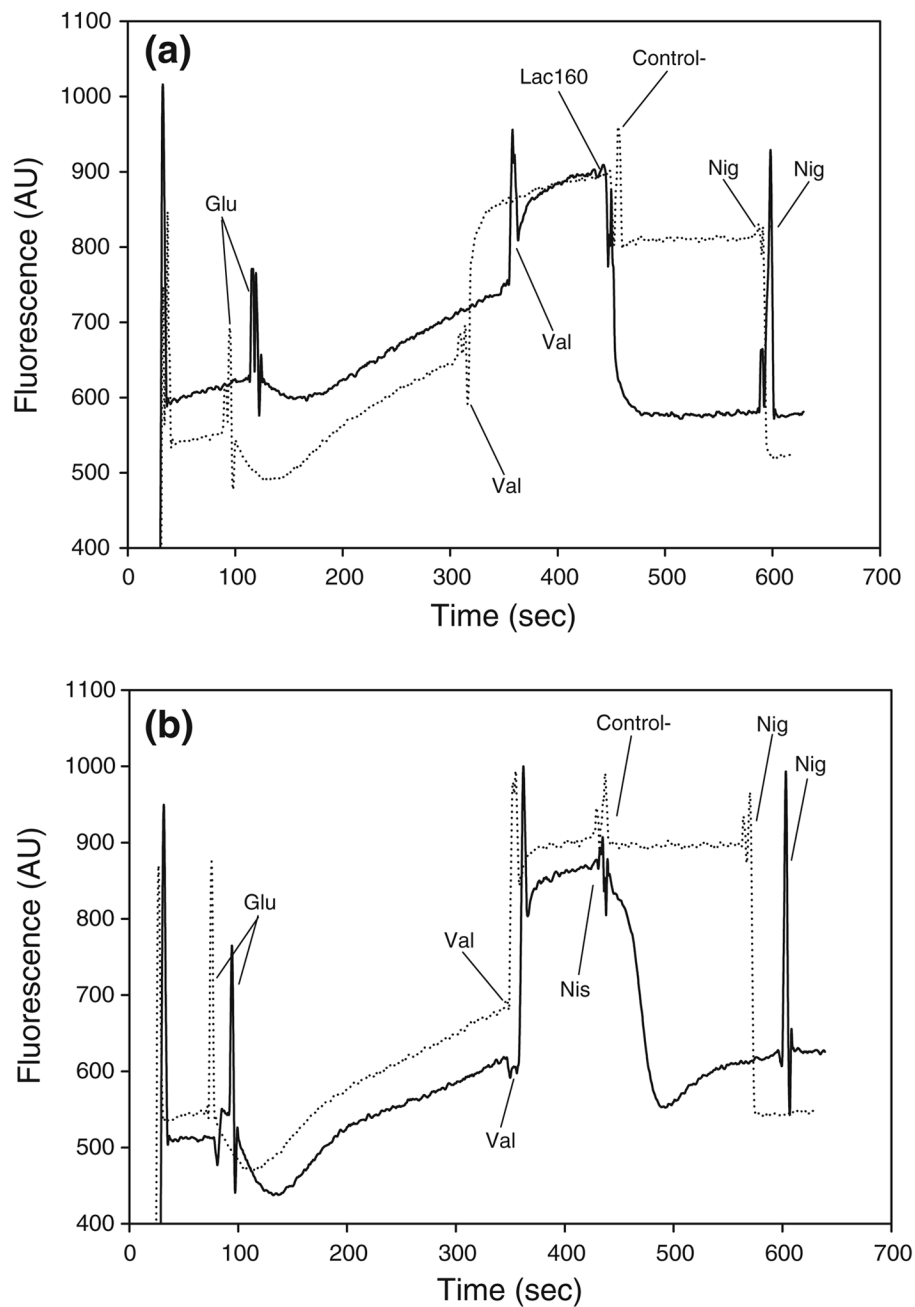 (a)
1100
1000
900
800
700
600
500
400
Fluorescence (AU)
Glu
Lac160
Control-
Nig
Nig
Val
Val
0 100 200 300 400 500 600 700
Time (sec)
(b)
1100
1000
900
800
700
600
500
400
Fluorescence (AU)
Control-
Nig
Nig
Glu
Val
Nis
Val
0 100 200 300 400 500 600 700
Time (sec)